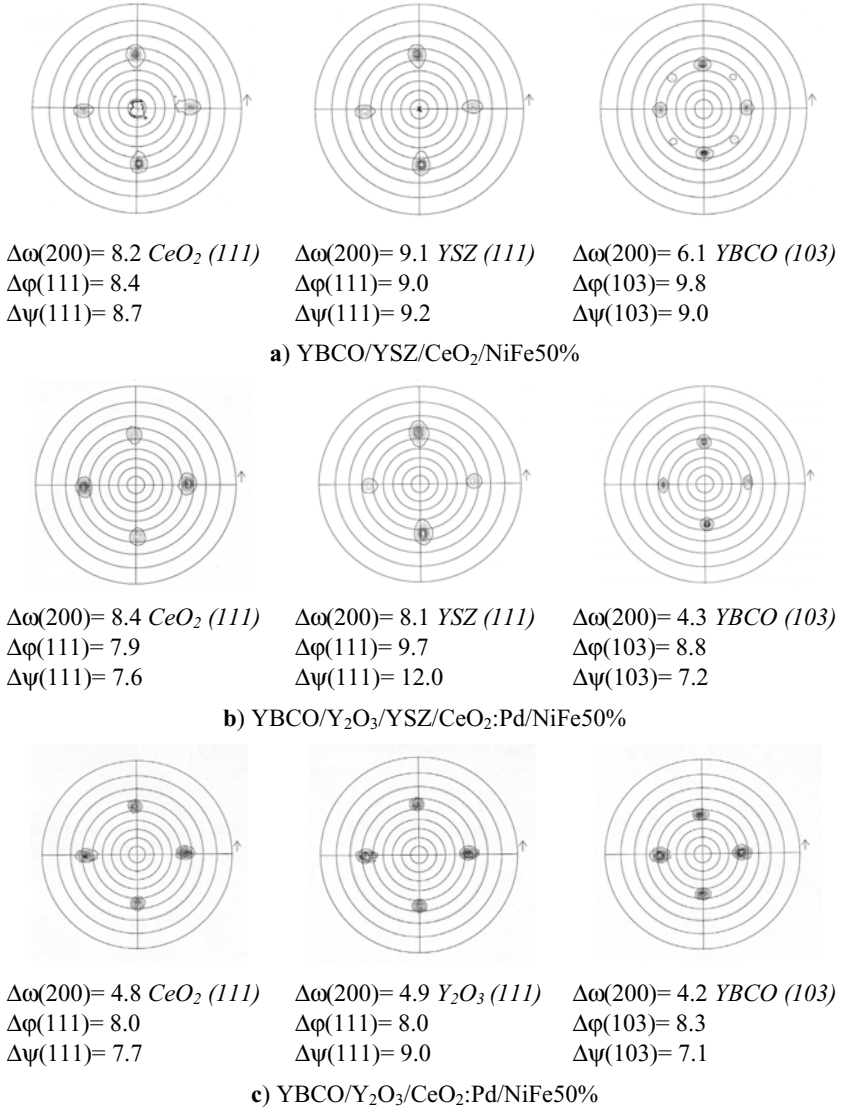 Δω(200)= 8.2 CeO₂ (111) Δω(200)= 9.1 YSZ (111) Δω(200)= 6.1 YBCO (103)
Δφ(111)= 8.4 Δφ(111)= 9.0 Δφ(103)= 9.8
Δψ(111)= 8.7 Δψ(111)= 9.2 Δψ(103)= 9.0
a) YBCO/YSZ/CeO₂/NiFe50%
Δω(200)= 8.4 CeO₂ (111) Δω(200)= 8.1 YSZ (111) Δω(200)= 4.3 YBCO (103)
Δφ(111)= 7.9 Δφ(111)= 9.7 Δφ(103)= 8.8
Δψ(111)= 7.6 Δψ(111)= 12.0 Δψ(103)= 7.2
b) YBCO/Y₂O₃/YSZ/CeO₂:Pd/NiFe50%
Δω(200)= 4.8 CeO₂ (111) Δω(200)= 4.9 Y₂O₃ (111) Δω(200)= 4.2 YBCO (103)
Δφ(111)= 8.0 Δφ(111)= 8.0 Δφ(103)= 8.3
Δψ(111)= 7.7 Δψ(111)= 9.0 Δψ(103)= 7.1
c) YBCO/Y₂O₃/CeO₂:Pd/NiFe50%